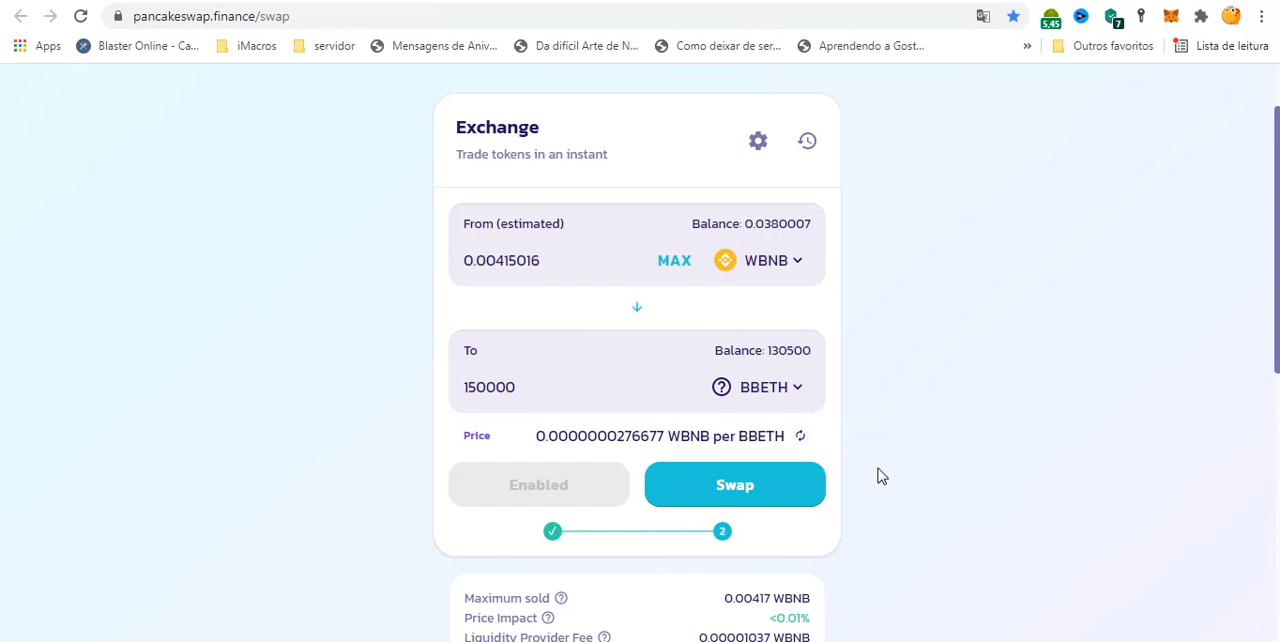 pancakeswap.finance/swap
5,45
7
Apps
Blaster Online - Ca...
iMacros
servidor
Mensagens de Aniv...
Da difícil Arte de N...
Como deixar de ser...
Aprendendo a Gost...
»
Outros favoritos
Lista de leitura
Exchange
Trade tokens in an instant
From (estimated)
Balance: 0.0380007
0.00415016
MAX
WBNB
To
Balance: 130500
150000
BBETH
Price
0.0000000276677 WBNB per BBETH
Enabled
Swap
2
Maximum sold
0.00417 WBNB
Price Impact
<0.01%
Liquidity Provider Fee
0.00001037 WBNB